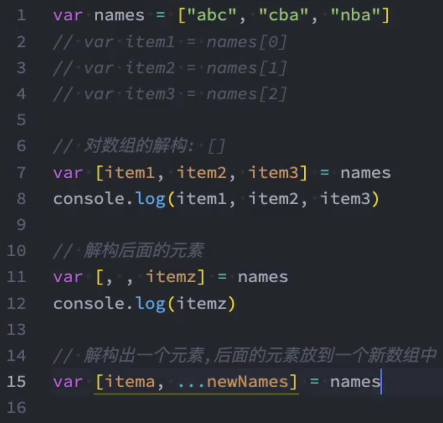 1 var names = ["abc", "cba", "nba"]
2 // var item1 = names[0]
3 // var item2 = names[1]
4 // var item3 = names[2]
5
6 // 对数组的解构: []
7 var [item1, item2, item3] = names
8 console.log(item1, item2, item3)
9
10 // 解构后面的元素
11 var [, , itemz] = names
12 console.log(itemz)
13
14 // 解构出一个元素,后面的元素放到一个新数组中
15 var [itema, ...newNames] = names
16